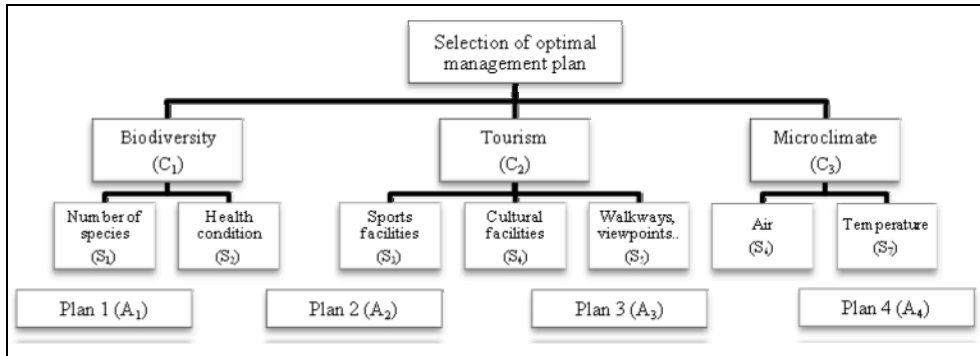 Selection of optimal
management plan
Biodiversity
(C₁)
Tourism
(C₂)
Microclimate
(C₃)
Number of
species
(S₁)
Health
condition
(S₂)
Sports
facilities
(S₃)
Cultural
facilities
(S₄)
Walkways,
viewpoints..
(S₅)
Air
(S₆)
Temperature
(S₇)
Plan 1 (A₁)
Plan 2 (A₂)
Plan 3 (A₃)
Plan 4 (A₄)